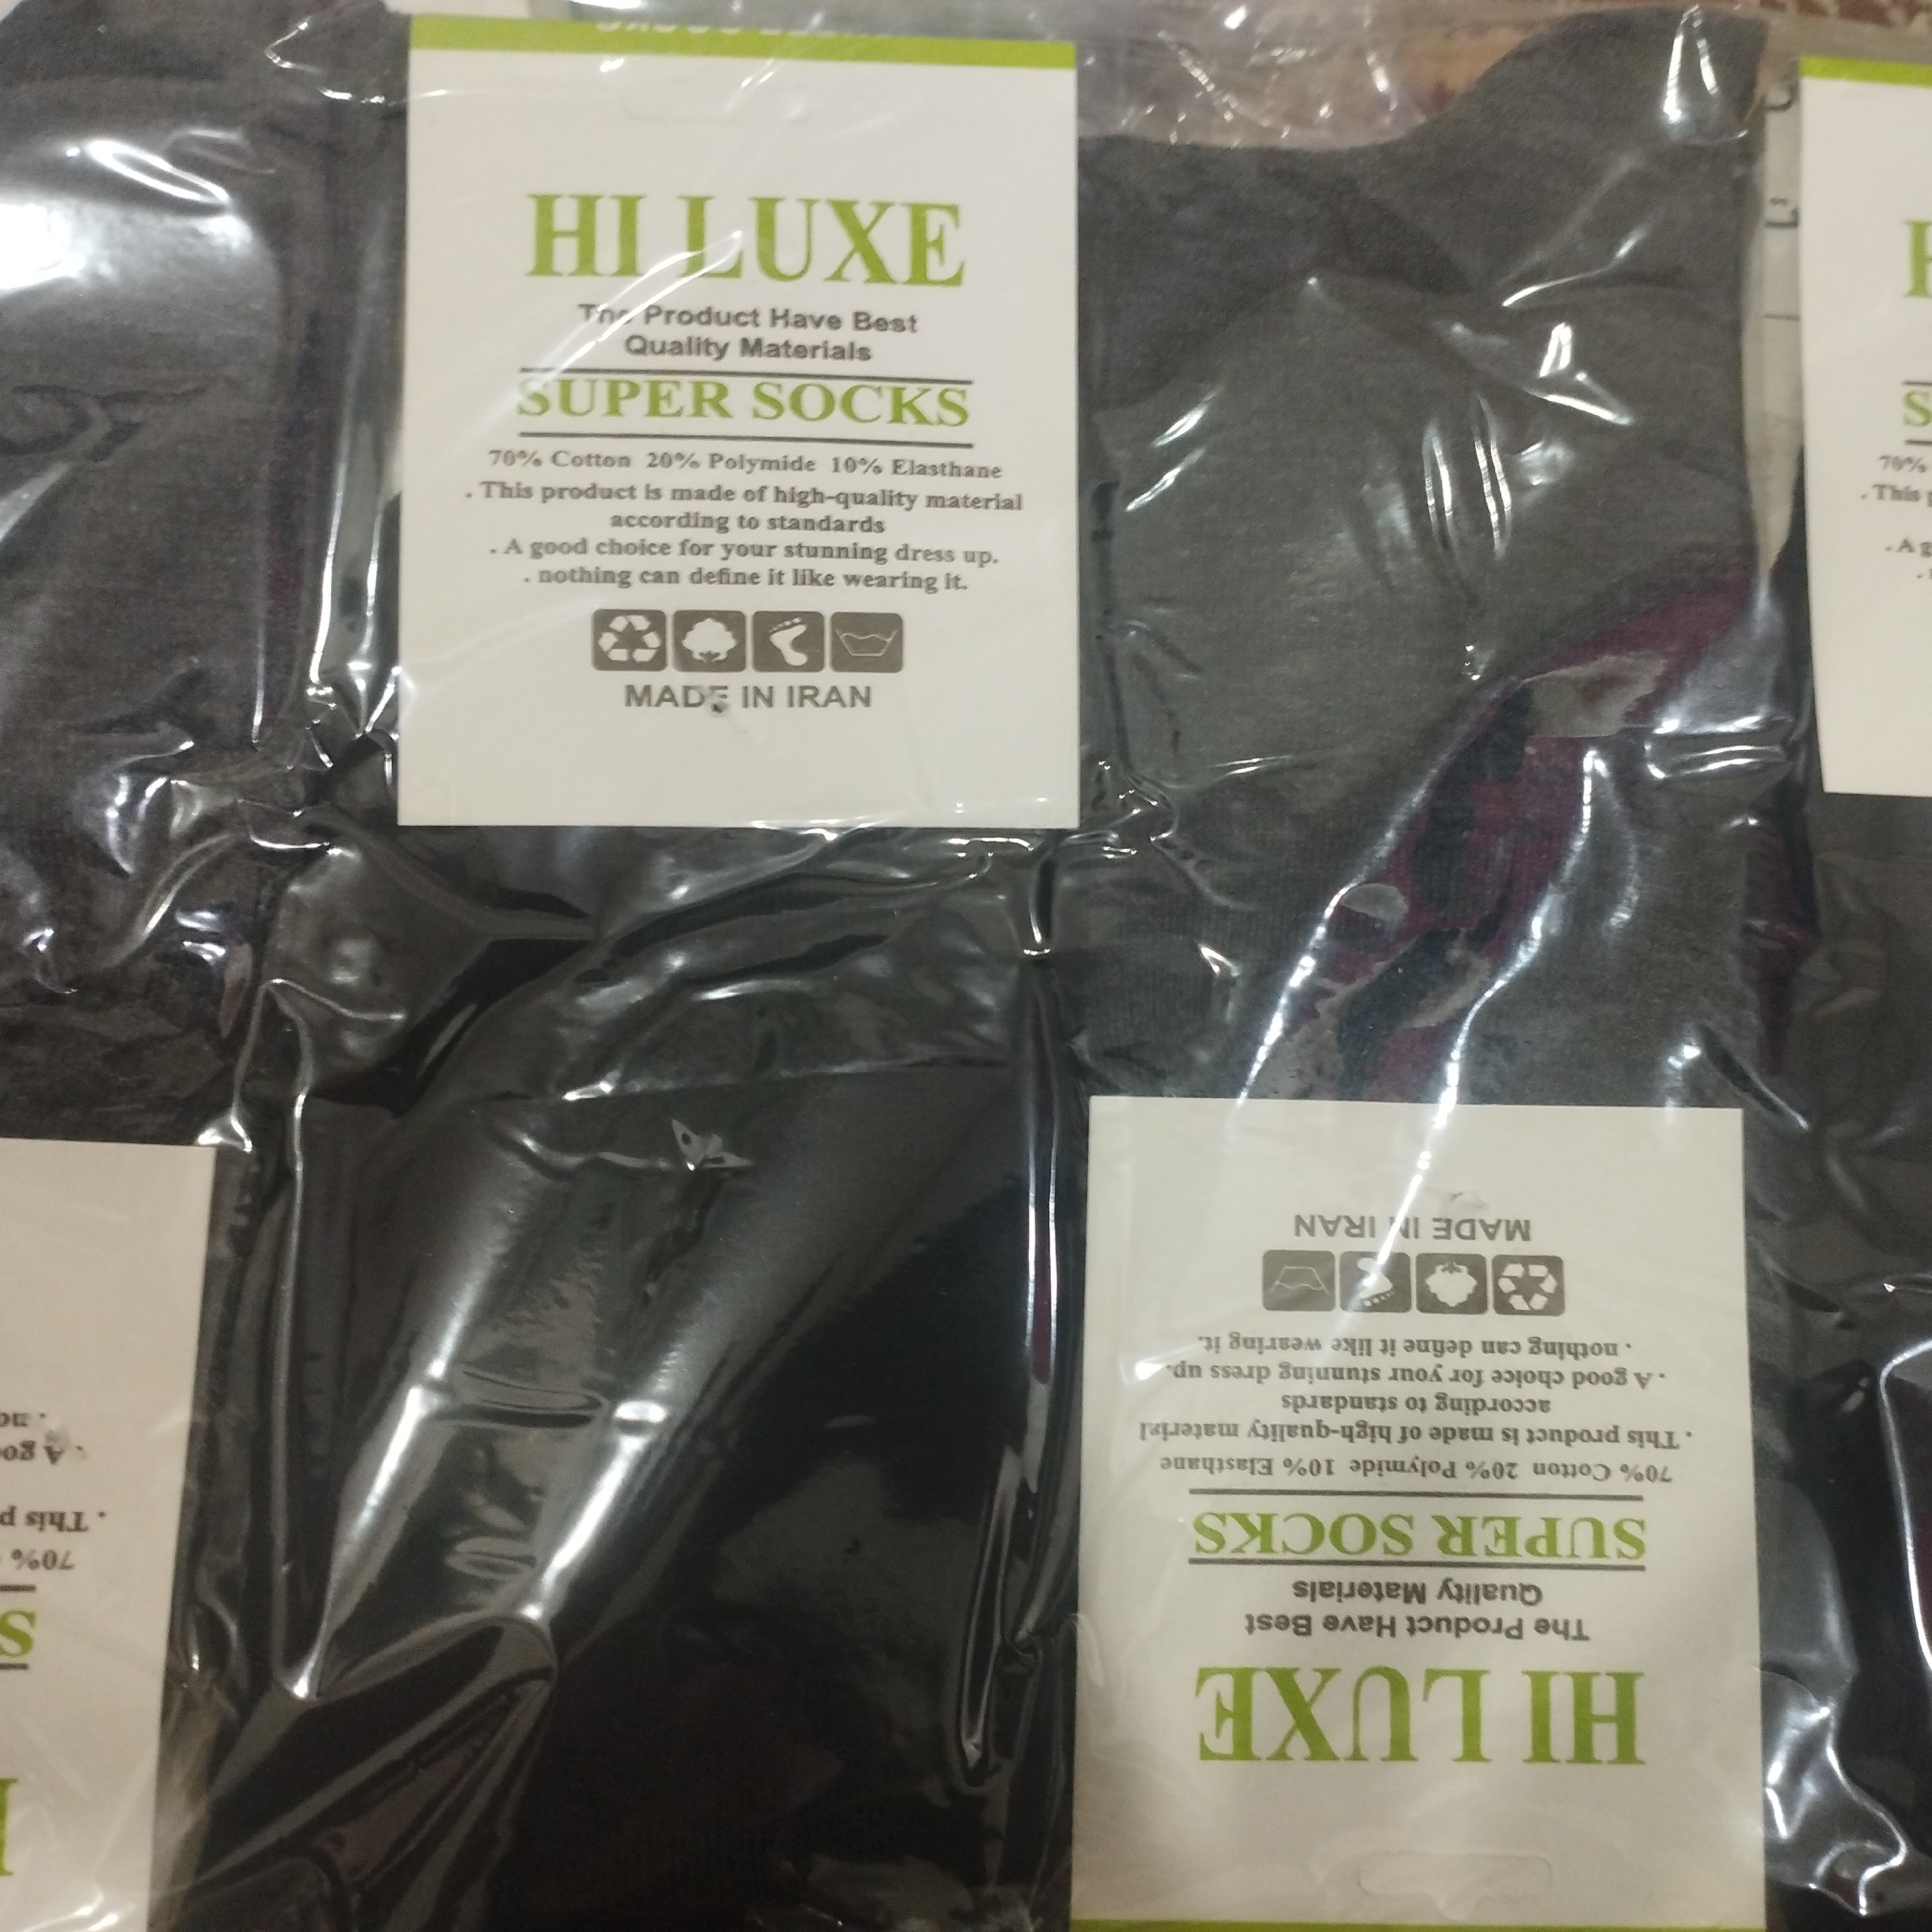 HI LUXE
The Product Have Best
Quality Materials
SUPER SOCKS
70% Cotton 20% Polymide 10% Elasthane
. This product is made of high-quality material
according to standards
. A good choice for your stunning dress up.
. nothing can define it like wearing it.
MADE IN IRAN
70%
. This
HI LUXE
The Product Have Best
Quality Materials
SUPER SOCKS
70% Cotton 20% Polymide 10% Elasthane
. This product is made of high-quality material
according to standards
. A good choice for your stunning dress up.
. nothing can define it like wearing it.
MADE IN IRAN
70%
. This